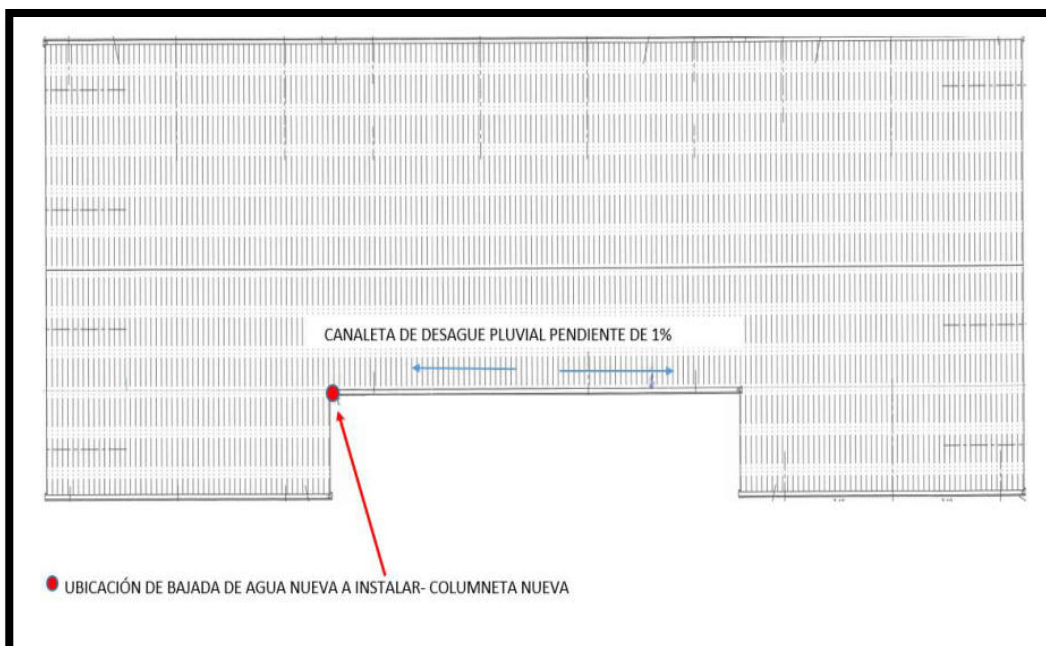 CANALETA DE DESAGUE PLUVIAL PENDIENTE DE 1%
UBICACIÓN DE BAJADA DE AGUA NUEVA A INSTALAR- COLUMNETA NUEVA